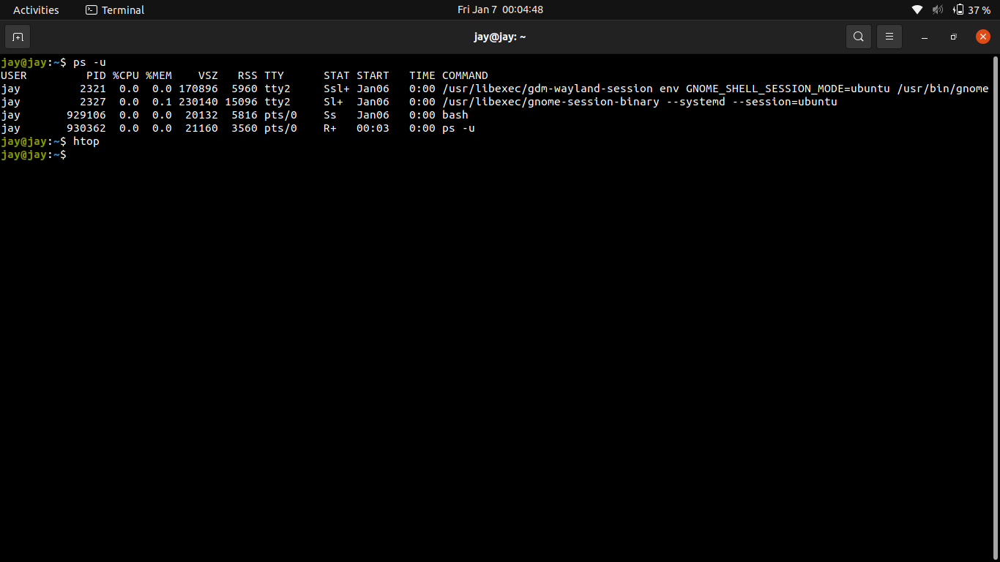 Activities Terminal Fri Jan 7 00:04:48 37 %
jay@jay: ~
jay@jay:~$ ps -u
USER         PID %CPU %MEM    VSZ   RSS TTY      STAT START   TIME COMMAND
jay         2321  0.0  0.0 170896  5960 tty2     Ssl+ Jan06   0:00 /usr/libexec/gdm-wayland-session env GNOME_SHELL_SESSION_MODE=ubuntu /usr/bin/gnome
jay         2327  0.0  0.1 230140 15096 tty2     Sl+  Jan06   0:00 /usr/libexec/gnome-session-binary --systemd --session=ubuntu
jay       929106  0.0  0.0  20132  5816 pts/0    Ss   Jan06   0:00 bash
jay       930362  0.0  0.0  21160  3560 pts/0    R+   00:03   0:00 ps -u
jay@jay:~$ htop
jay@jay:~$